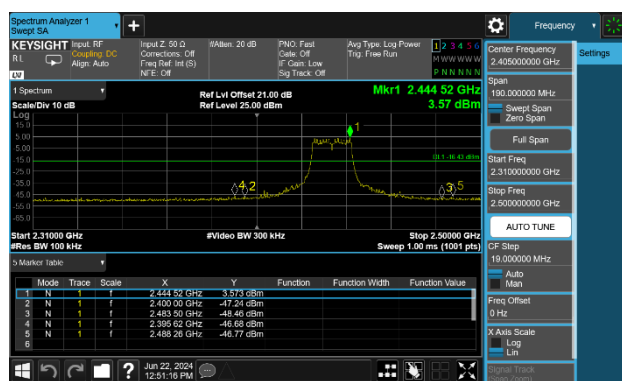 Spectrum Analyzer 1
Swept SA
Frequency
KEYSIGHT Input: RF
R L Coupling: DC
Align: Auto
LW
Input Z: 50 Ω
Corrections: Off
Freq Ref: Int (S)
NFE: Off
#Atten: 20 dB
PNO: Fast
Gate: Off
IF Gain: Low
Sig Track: Off
Avg Type: Log Power
Trig: Free Run
1 2 3 4 5 6
M W W W W W
P N N N N N
1 Spectrum
Scale/Div 10 dB
Log
Ref Lvl Offset 21.00 dB
Ref Level 25.00 dBm
Mkr1 2.444 52 GHz
3.57 dBm
15.0
5.00
-5.00
-15.0
-25.0
-35.0
-45.0
-55.0
-65.0
1
DL1 -16.43 dBm
4 2
3 5
Start 2.31000 GHz
#Res BW 100 kHz
#Video BW 300 kHz
Stop 2.50000 GHz
Sweep 1.00 ms (1001 pts)
5 Marker Table
Mode Trace Scale X Y Function Function Width Function Value
1 N 1 f 2.444 52 GHz 3.573 dBm
2 N 1 f 2.400 00 GHz -47.24 dBm
3 N 1 f 2.483 50 GHz -48.46 dBm
4 N 1 f 2.395 62 GHz -46.68 dBm
5 N 1 f 2.488 26 GHz -46.77 dBm
6
Jun 22, 2024
12:51:16 PM
Center Frequency
2.405000000 GHz
Span
190.000000 MHz
Swept Span
Zero Span
Full Span
Start Freq
2.310000000 GHz
Stop Freq
2.500000000 GHz
AUTO TUNE
CF Step
19.000000 MHz
Auto
Man
Freq Offset
0 Hz
X Axis Scale
Log
Lin
Signal Track
(Span Zoom)
Settings